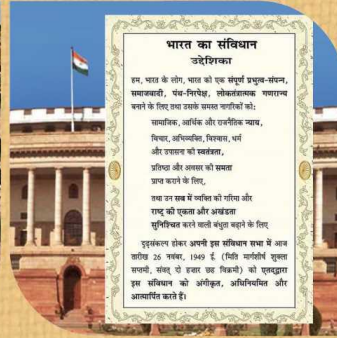 भारत का संविधान
उद्देशिका
हम, भारत के लोग, भारत को एक संपूर्ण प्रभुत्व-संपन्न,
समाजवादी, पंथ-निरपेक्ष, लोकतंत्रात्मक गणराज्य
बनाने के लिए तथा उसके समस्त नागरिकों को:
सामाजिक, आर्थिक और राजनैतिक न्याय,
विचार, अभिव्यक्ति, विश्वास, धर्म
और उपासना की स्वतंत्रता,
प्रतिष्ठा और अवसर की समता
प्राप्त कराने के लिए,
तथा उन सब में व्यक्ति की गरिमा और
राष्ट्र की एकता और अखंडता
सुनिश्चित करने वाली बंधुता बढ़ाने के लिए
दृढ़संकल्प होकर अपनी इस संविधान सभा में आज
तारीख 26 नवंबर, 1949 ई. (मिति मार्गशीर्ष शुक्ला
सप्तमी, संवत् दो हजार छह विक्रमी) को एतद्द्वारा
इस संविधान को अंगीकृत, अधिनियमित और
आत्मार्पित करते हैं।